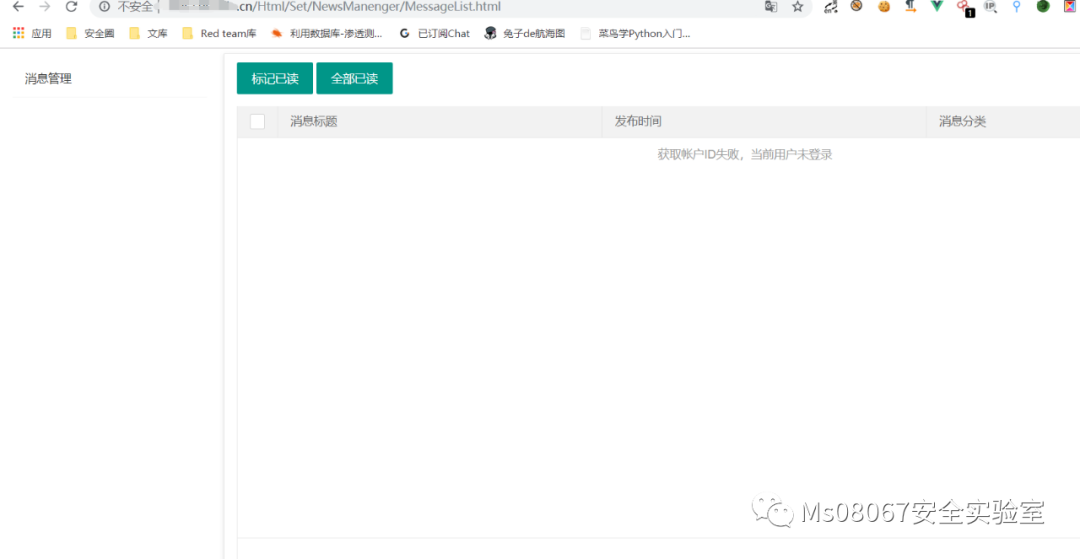 不安全
.cn/Html/Set/NewsManenger/MessageList.html
应用 安全圈 文库 Red team库 利用数据库-渗透测... 已订阅Chat 兔子de航海图 菜鸟学Python入门...
消息管理
标记已读 全部已读
消息标题 发布时间 消息分类
获取帐户ID失败，当前用户未登录
Ms08067安全实验室